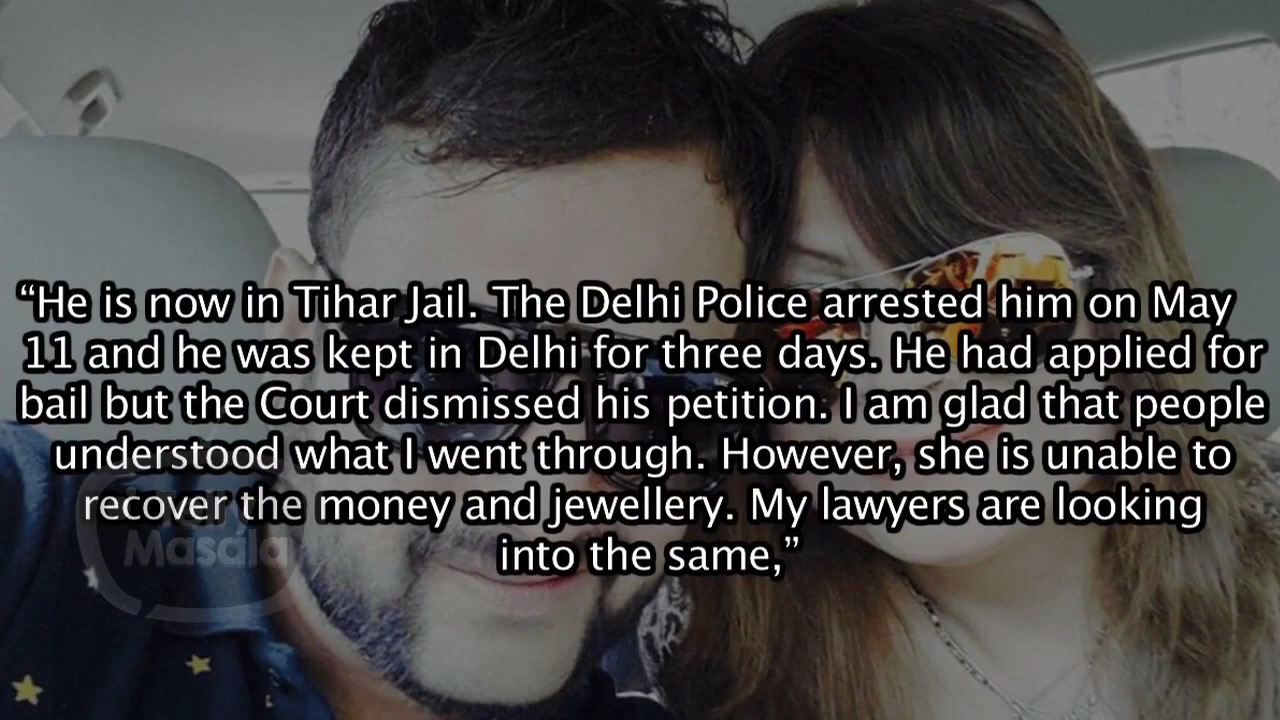 “He is now in Tihar Jail. The Delhi Police arrested him on May
11 and he was kept in Delhi for three days. He had applied for
bail but the Court dismissed his petition. I am glad that people
understood what I went through. However, she is unable to
recover the money and jewellery. My lawyers are looking
into the same,”
Masala